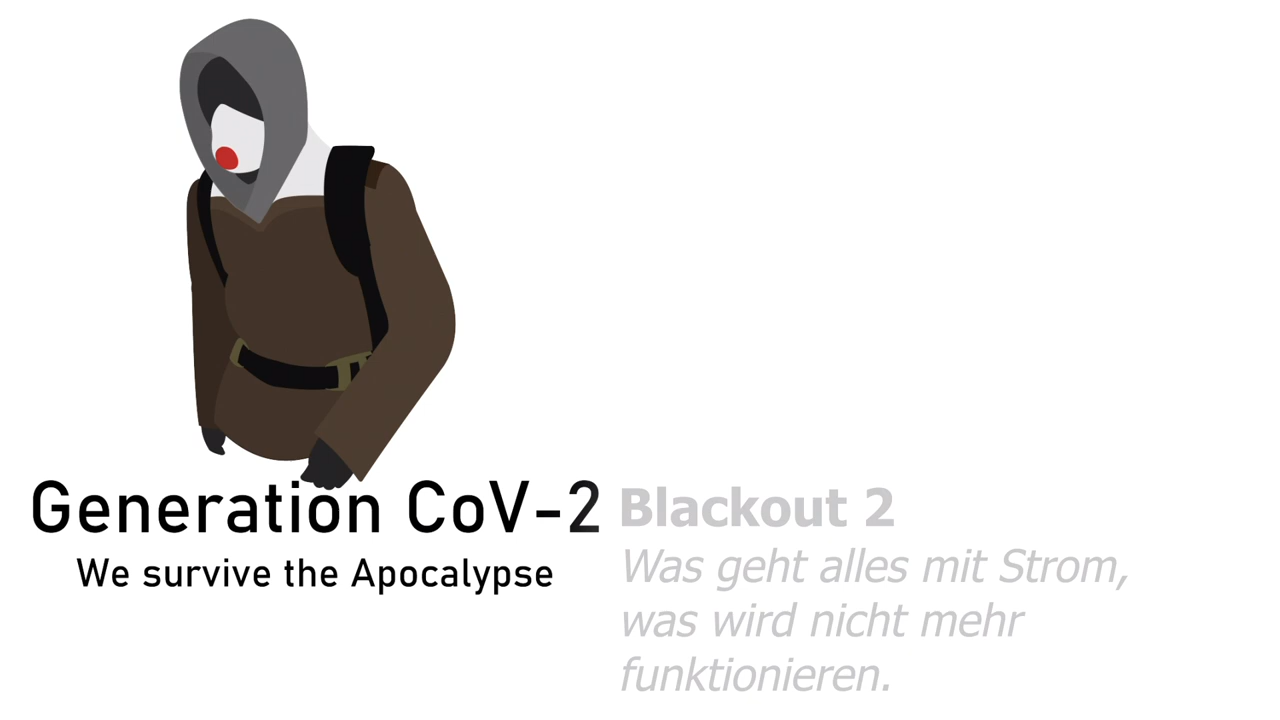 Generation CoV-2
We survive the Apocalypse
Blackout 2
Was geht alles mit Strom,
was wird nicht mehr
funktionieren.